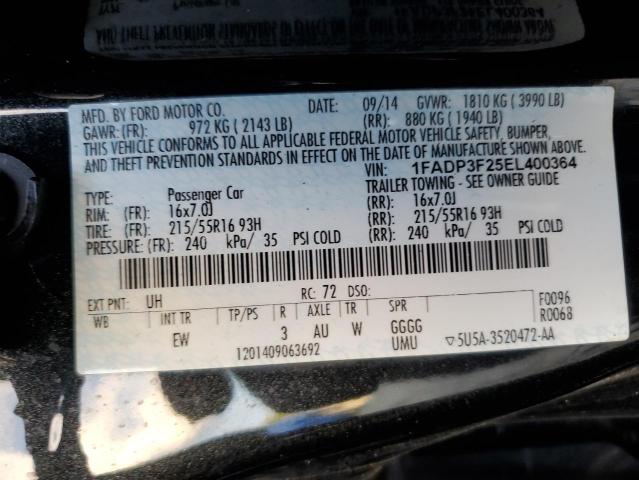 MFD. BY FORD MOTOR CO. DATE: 09/14 GVWR: 1810 KG ( 3990 LB)
GAWR: (FR): 972 KG ( 2143 LB) (RR): 880 KG ( 1940 LB)
THIS VEHICLE CONFORMS TO ALL APPLICABLE FEDERAL MOTOR VEHICLE SAFETY, BUMPER,
AND THEFT PREVENTION STANDARDS IN EFFECT ON THE DATE OF MANUFACTURE SHOWN ABOVE.
VIN: 1FADP3F25EL400364
TYPE: Passenger Car TRAILER TOWING - SEE OWNER GUIDE
RIM: (FR): 16x7.0J (RR): 16x7.0J
TIRE: (FR): 215/55R16 93H (RR): 215/55R16 93H
PRESSURE: (FR): 240 kPa/ 35 PSI COLD (RR): 240 kPa/ 35 PSI COLD
EXT PNT: UH RC: 72 DSO: F0096
WB INT TR TP/PS R AXLE TR SPR R0068
EW 3 AU W GGGG
1201409063692 UMU ▽5U5A-3520472-AA